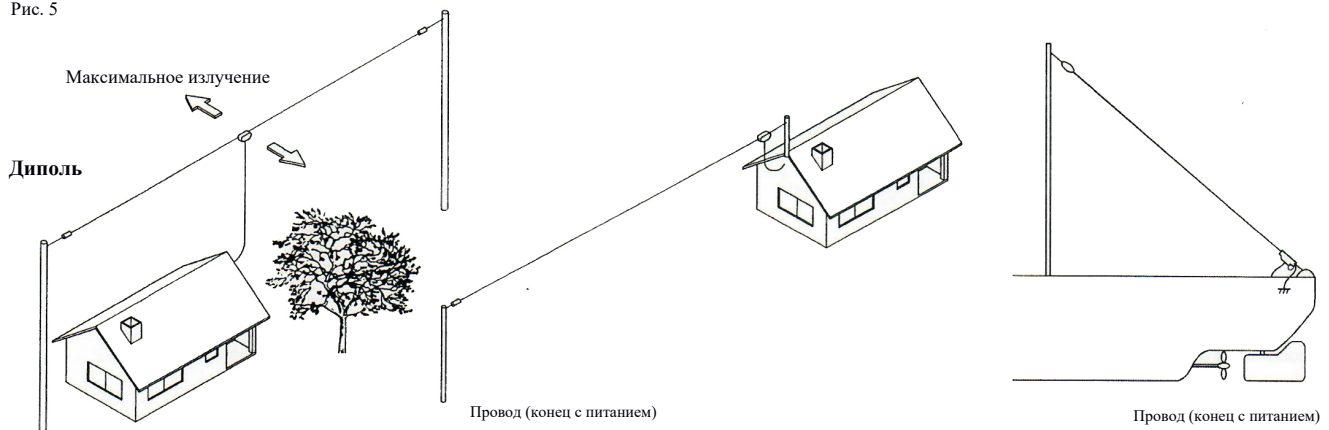 Рис. 5
Максимальное излучение
Диполь
Провод (конец с питанием)
Провод (конец с питанием)